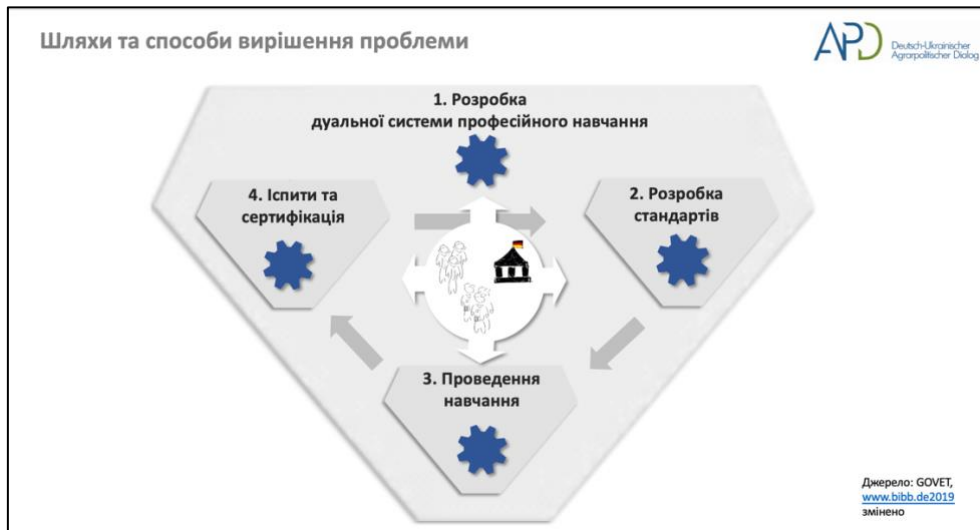 Шляхи та способи вирішення проблеми
APD
Deutsch-Ukrainischer
Agrarpolitischer Dialog
1. Розробка
дуальної системи професійного навчання
4. Іспити та
сертифікація
2. Розробка
стандартів
3. Проведення
навчання
Джерело: GOVET,
www.bibb.de2019
змінено